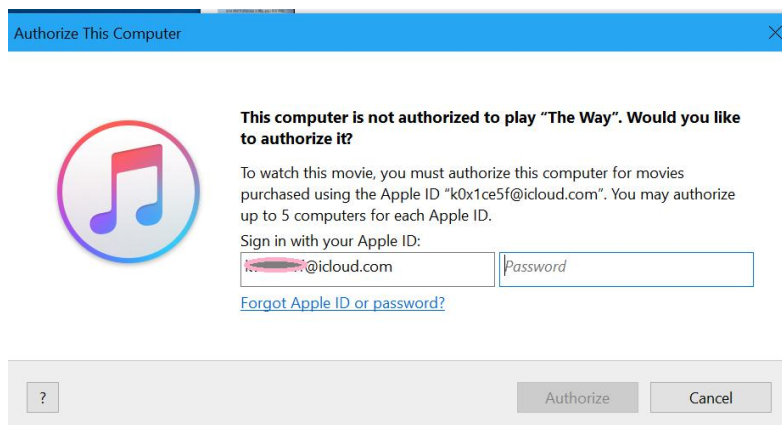 Authorize This Computer
This computer is not authorized to play “The Way”. Would you like
to authorize it?
To watch this movie, you must authorize this computer for movies
purchased using the Apple ID “k0x1ce5f@icloud.com”. You may authorize
up to 5 computers for each Apple ID.
Sign in with your Apple ID:
@icloud.com Password
Forgot Apple ID or password?
? Authorize Cancel